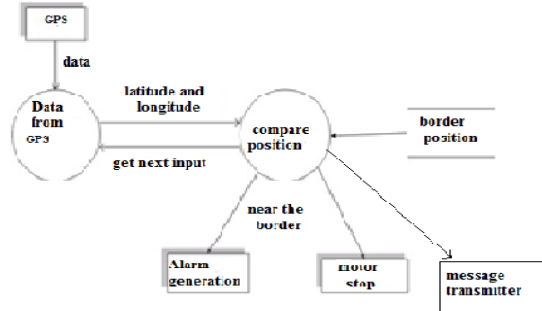 GPS
data
Data
from
GPS
latitude and
longitude
get next input
compare
position
border
position
near the
border
Alarm
generation
motor
stop
message
transmitter